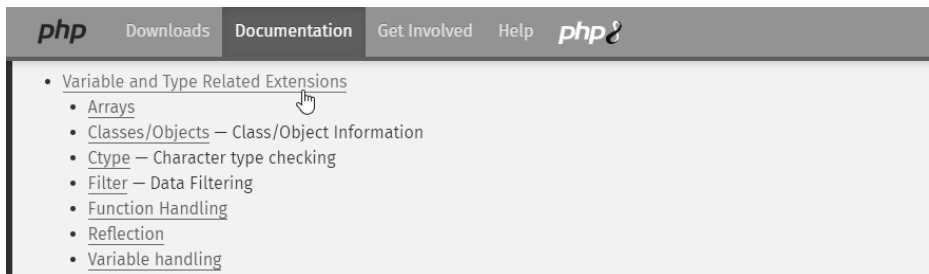 php Downloads Documentation Get Involved Help php8
• Variable and Type Related Extensions
• Arrays
• Classes/Objects — Class/Object Information
• Ctype — Character type checking
• Filter — Data Filtering
• Function Handling
• Reflection
• Variable handling